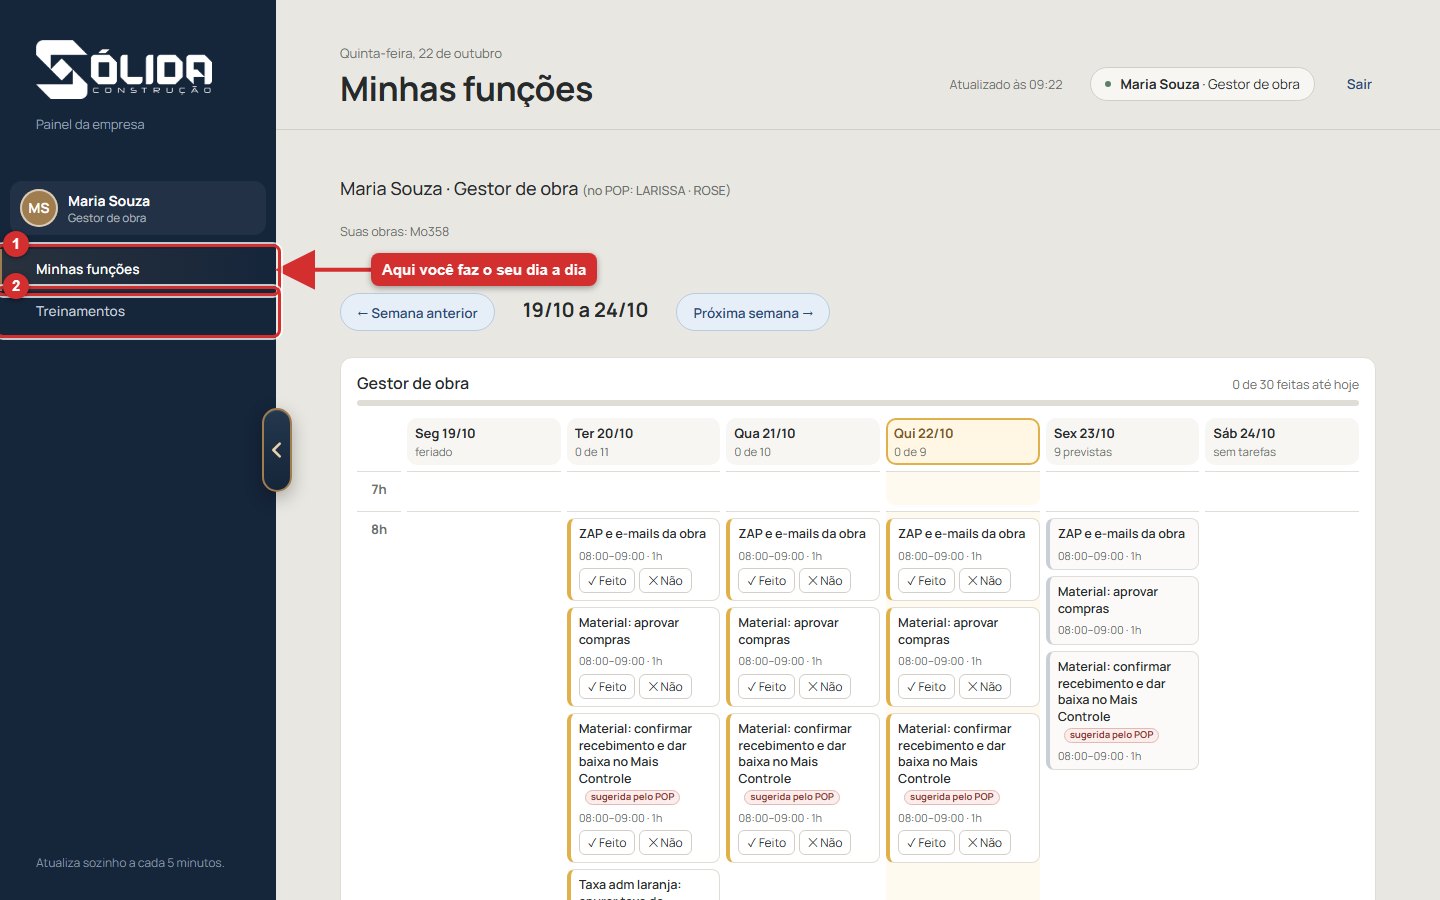 SÓLIDA
CONSTRUÇÃO
Painel da empresa
MS
Maria Souza
Gestor de obra
1
Minhas funções
2
Treinamentos
Atualiza sozinho a cada 5 minutos.
Quinta-feira, 22 de outubro
Minhas funções
Atualizado às 09:22
Maria Souza · Gestor de obra
Sair
Maria Souza · Gestor de obra (no POP: LARISSA · ROSE)
Suas obras: Mo358
Aqui você faz o seu dia a dia
← Semana anterior
19/10 a 24/10
Próxima semana →
Gestor de obra
0 de 30 feitas até hoje
Seg 19/10
feriado
Ter 20/10
0 de 11
Qua 21/10
0 de 10
Qui 22/10
0 de 9
Sex 23/10
9 previstas
Sáb 24/10
sem tarefas
7h
8h
ZAP e e-mails da obra
08:00–09:00 · 1h
✓ Feito
✕ Não
Material: aprovar
compras
08:00–09:00 · 1h
✓ Feito
✕ Não
Material: confirmar
recebimento e dar
baixa no Mais
Controle
sugerida pelo POP
08:00–09:00 · 1h
✓ Feito
✕ Não
Taxa adm laranja:
ZAP e e-mails da obra
08:00–09:00 · 1h
✓ Feito
✕ Não
Material: aprovar
compras
08:00–09:00 · 1h
✓ Feito
✕ Não
Material: confirmar
recebimento e dar
baixa no Mais
Controle
sugerida pelo POP
08:00–09:00 · 1h
✓ Feito
✕ Não
ZAP e e-mails da obra
08:00–09:00 · 1h
✓ Feito
✕ Não
Material: aprovar
compras
08:00–09:00 · 1h
✓ Feito
✕ Não
Material: confirmar
recebimento e dar
baixa no Mais
Controle
sugerida pelo POP
08:00–09:00 · 1h
✓ Feito
✕ Não
ZAP e e-mails da obra
08:00–09:00 · 1h
Material: aprovar
compras
08:00–09:00 · 1h
Material: confirmar
recebimento e dar
baixa no Mais
Controle
sugerida pelo POP
08:00–09:00 · 1h